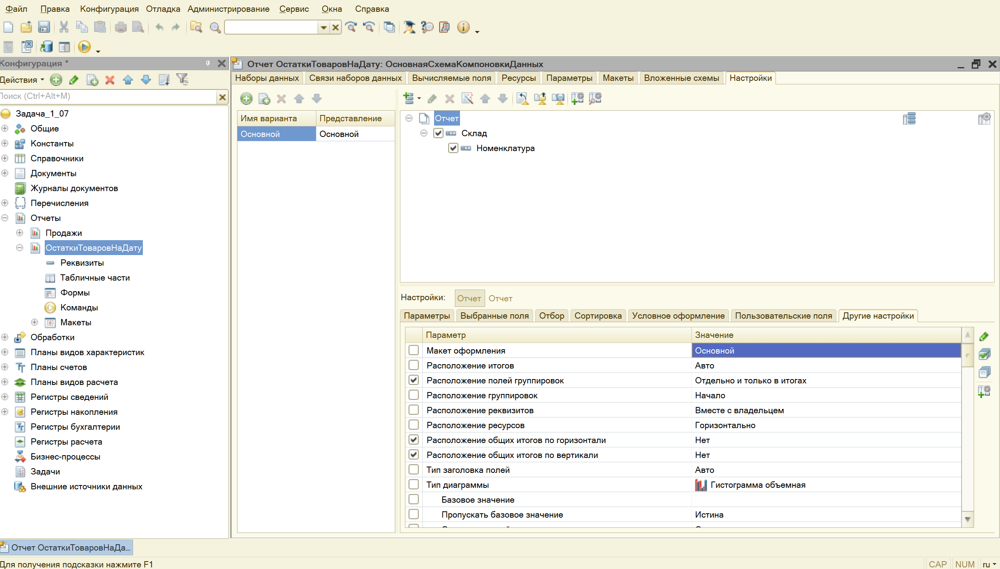 Файл Правка Конфигурация Отладка Администрирование Сервис Окна Справка
Конфигурация *
Действия
Поиск (Ctrl+Alt+M)
Задача_1_07
Общие
Константы
Справочники
Документы
Журналы документов
Перечисления
Отчеты
Продажи
ОстаткиТоваровНаДату
Реквизиты
Табличные части
Формы
Команды
Макеты
Обработки
Планы видов характеристик
Планы счетов
Планы видов расчета
Регистры сведений
Регистры накопления
Регистры бухгалтерии
Регистры расчета
Бизнес-процессы
Задачи
Внешние источники данных
Отчет ОстаткиТоваровНаДату: ОсновнаяСхемаКомпоновкиДанных
Наборы данных Связи наборов данных Вычисляемые поля Ресурсы Параметры Макеты Вложенные схемы Настройки
Имя варианта Представление
Основной Основной
Отчет
Склад
Номенклатура
Настройки: Отчет Отчет
Параметры Выбранные поля Отбор Сортировка Условное оформление Пользовательские поля Другие настройки
Параметр Значение
Макет оформления Основной
Расположение итогов Авто
Расположение полей группировок Отдельно и только в итогах
Расположение группировок Начало
Расположение реквизитов Вместе с владельцем
Расположение ресурсов Горизонтально
Расположение общих итогов по горизонтали Нет
Расположение общих итогов по вертикали Нет
Тип заголовка полей Авто
Тип диаграммы Гистограмма объемная
Базовое значение
Пропускать базовое значение Истина
Отчет ОстаткиТоваровНаДа...
Для получения подсказки нажмите F1
CAP NUM ru